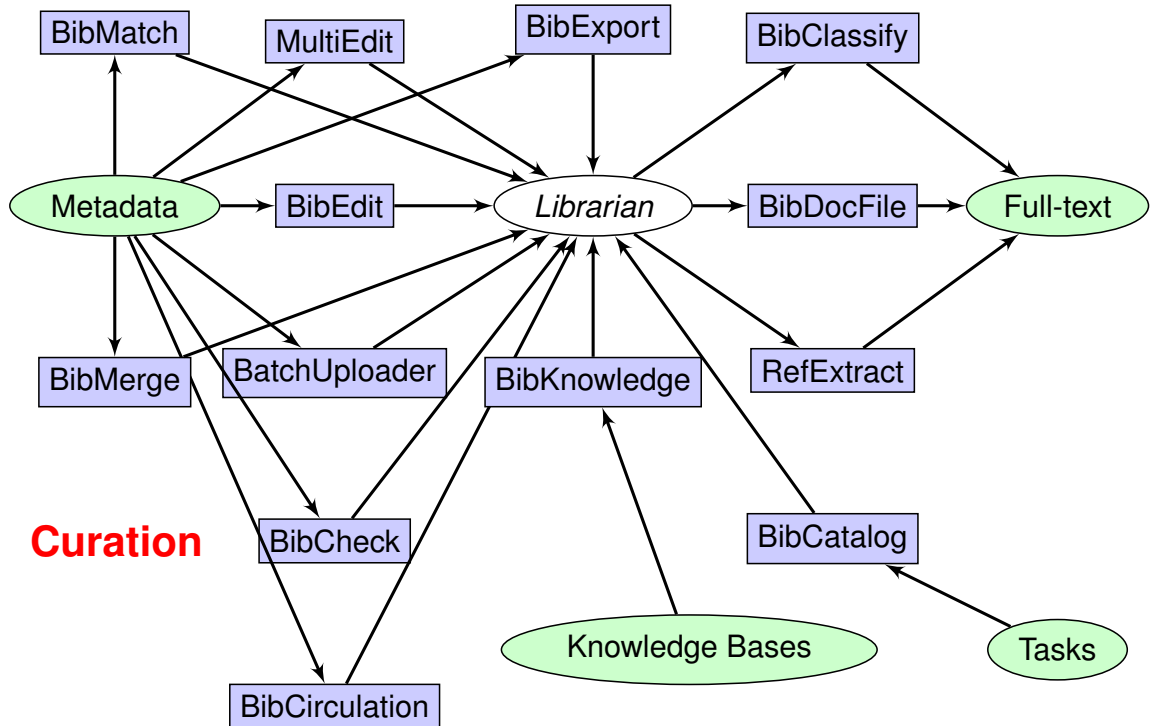 BibMatch
MultiEdit
BibExport
BibClassify
Metadata
BibEdit
Librarian
BibDocFile
Full-text
BibMerge
BatchUploader
BibKnowledge
RefExtract
Curation
BibCheck
BibCatalog
Knowledge Bases
Tasks
BibCirculation